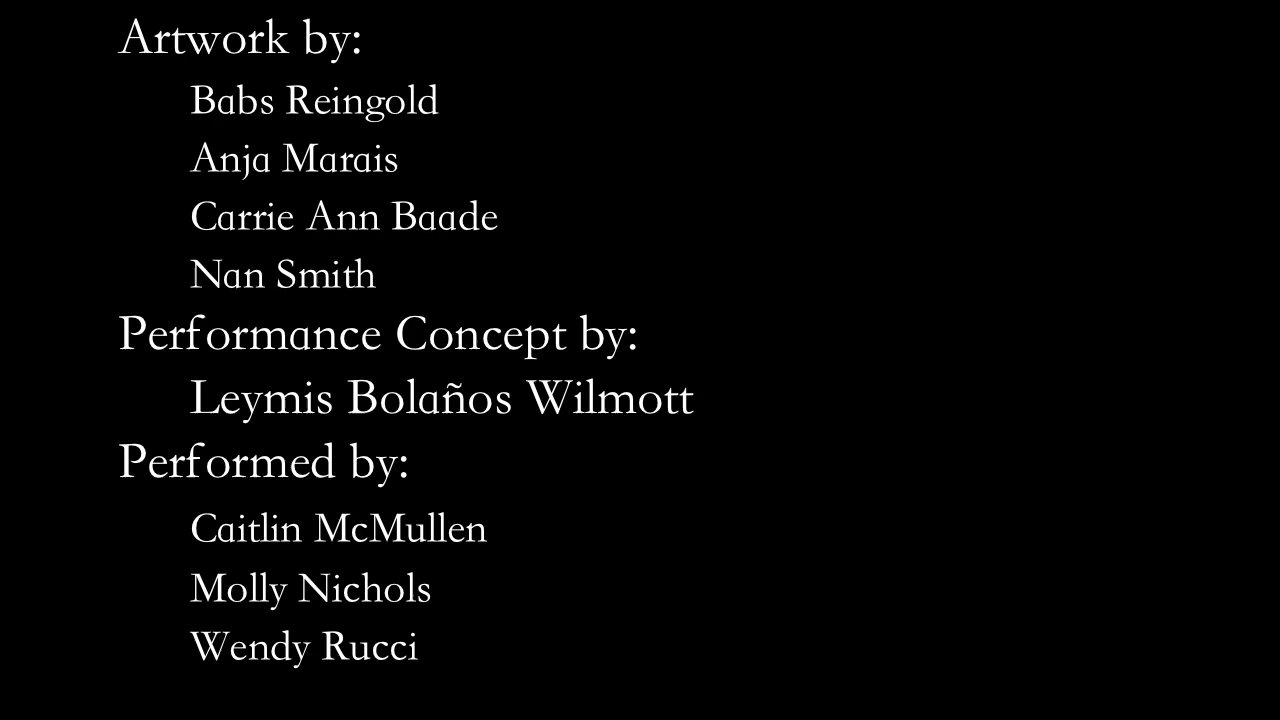 Artwork by:
Babs Reingold
Anja Marais
Carrie Ann Baade
Nan Smith
Performance Concept by:
Leymis Bolaños Wilmott
Performed by:
Caitlin McMullen
Molly Nichols
Wendy Rucci